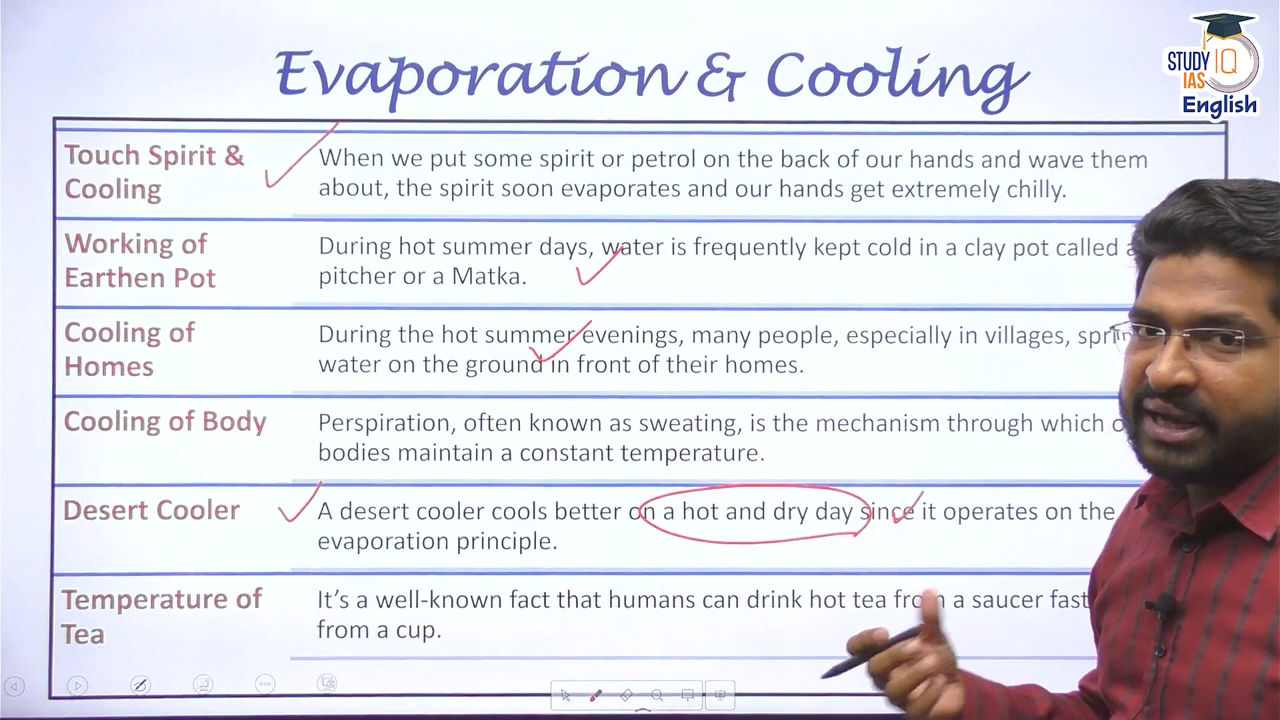 Evaporation & Cooling
STUDY IQ
IAS
English
Touch Spirit &
Cooling
When we put some spirit or petrol on the back of our hands and wave them
about, the spirit soon evaporates and our hands get extremely chilly.
Working of
Earthen Pot
During hot summer days, water is frequently kept cold in a clay pot called
pitcher or a Matka.
Cooling of
Homes
During the hot summer evenings, many people, especially in villages,
water on the ground in front of their homes.
Cooling of Body
Perspiration, often known as sweating, is the mechanism through which
bodies maintain a constant temperature.
Desert Cooler
A desert cooler cools better on a hot and dry day since it operates on the
evaporation principle.
Temperature of
Tea
It's a well-known fact that humans can drink hot tea from a saucer
from a cup.